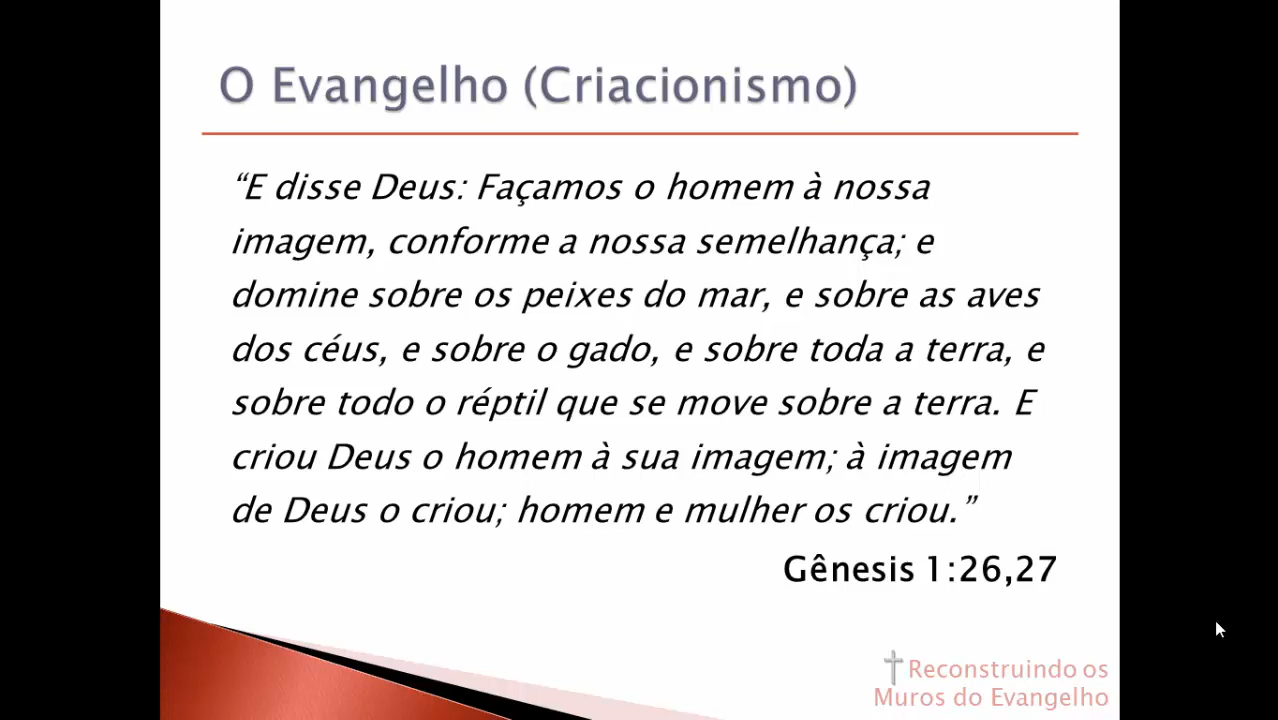 O Evangelho (Criacionismo)
“E disse Deus: Façamos o homem à nossa
imagem, conforme a nossa semelhança; e
domine sobre os peixes do mar, e sobre as aves
dos céus, e sobre o gado, e sobre toda a terra, e
sobre todo o réptil que se move sobre a terra. E
criou Deus o homem à sua imagem; à imagem
de Deus o criou; homem e mulher os criou.”
Gênesis 1:26,27
Reconstruindo os
Muros do Evangelho